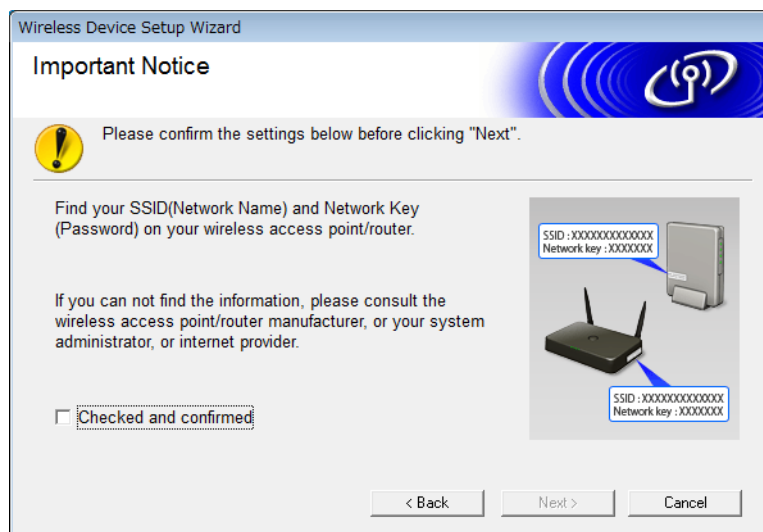 Wireless Device Setup Wizard
Important Notice
Please confirm the settings below before clicking "Next".
Find your SSID(Network Name) and Network Key
(Password) on your wireless access point/router.
SSID : XXXXXXXXXXXXX
Network key : XXXXXXX
If you can not find the information, please consult the
wireless access point/router manufacturer, or your system
administrator, or internet provider.
SSID : XXXXXXXXXXXXX
Network key : XXXXXXX
Checked and confirmed
< Back
Next >
Cancel